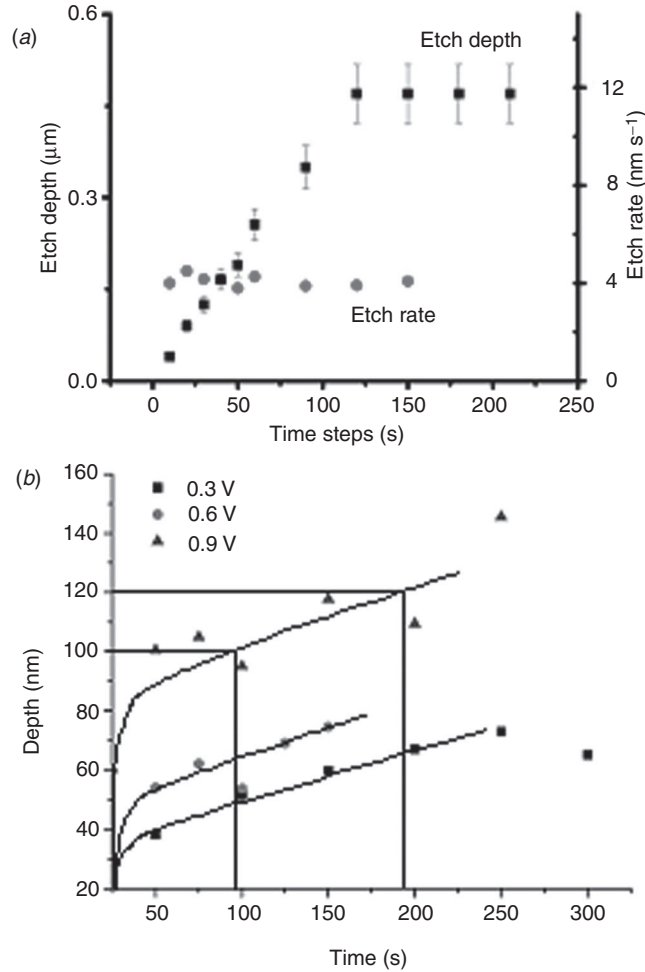 (a)
0.6
Etch depth
12
Etch depth (μm)
0.3
8
Etch rate (nm s⁻¹)
4
Etch rate
0.0
0
0 50 100 150 200 250
Time steps (s)
(b)
160
0.3 V
0.6 V
140
0.9 V
120
100
Depth (nm)
80
60
40
20
50 100 150 200 250 300
Time (s)